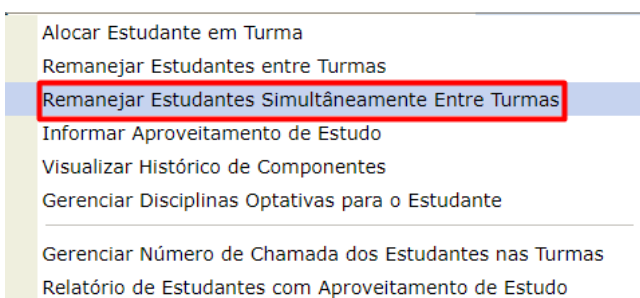 Alocar Estudante em Turma
Remanejar Estudantes entre Turmas
Remanejar Estudantes Simultâneamente Entre Turmas
Informar Aproveitamento de Estudo
Visualizar Histórico de Componentes
Gerenciar Disciplinas Optativas para o Estudante
Gerenciar Número de Chamada dos Estudantes nas Turmas
Relatório de Estudantes com Aproveitamento de Estudo